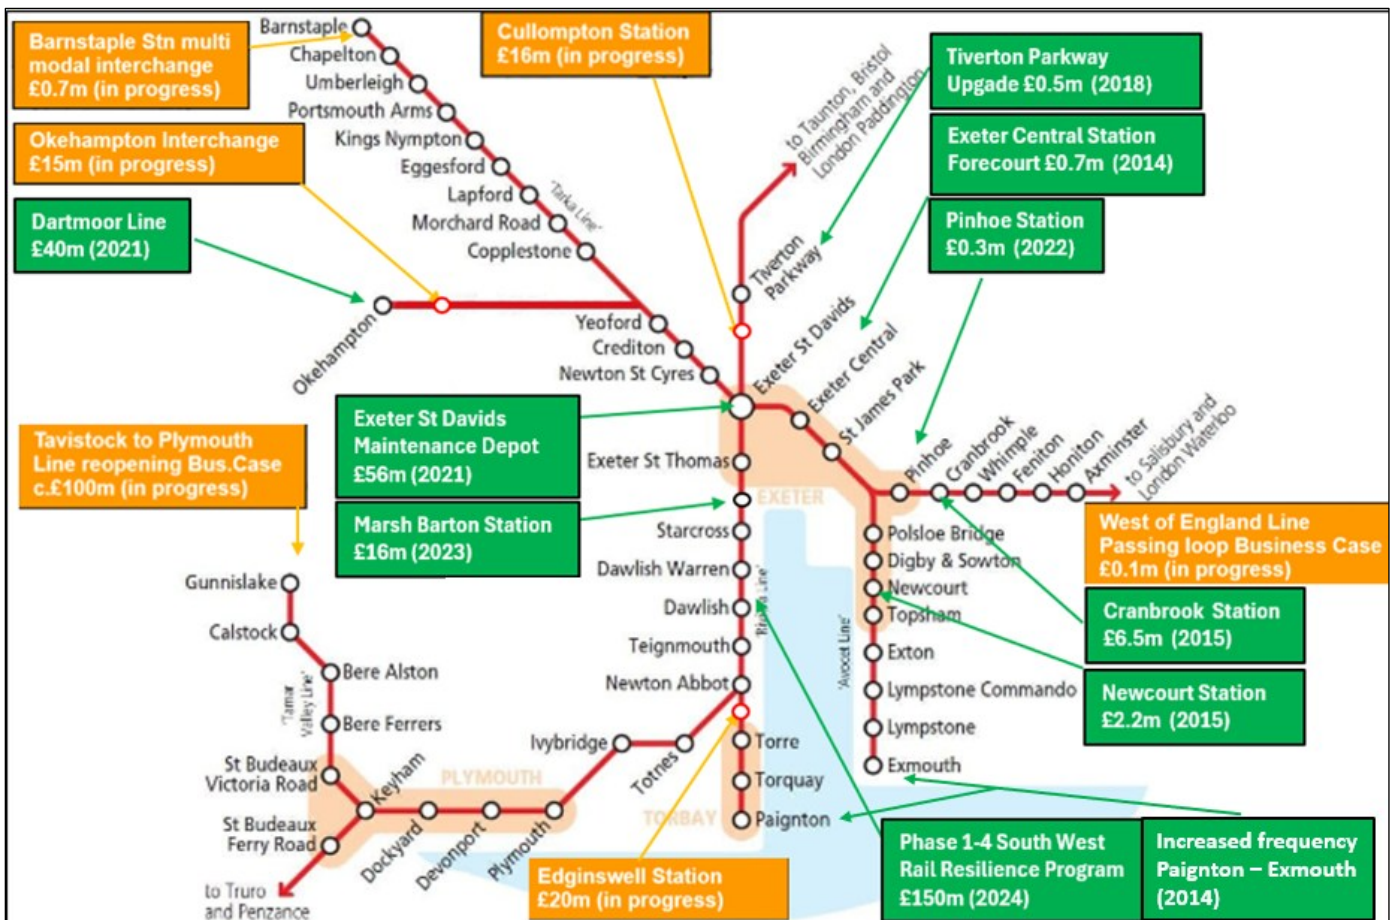 Barnstaple Stn multi
modal interchange
£0.7m (in progress)
Okehampton Interchange
£15m (in progress)
Dartmoor Line
£40m (2021)
Cullompton Station
£16m (in progress)
Tiverton Parkway
Upgade £0.5m (2018)
Exeter Central Station
Forecourt £0.7m (2014)
Pinhoe Station
£0.3m (2022)
to Taunton, Bristol
Birmingham and
London Paddington
Barnstaple
Chapelton
Umberleigh
Portsmouth Arms
Kings Nympton
Eggesford
Lapford
Morchard Road
Copplestone
'Tarka Line'
Okehampton
Yeoford
Crediton
Newton St Cyres
Tiverton
Parkway
Exeter St Davids
Exeter Central
St James Park
Pinhoe
Cranbrook
Whimple
Feniton
Honiton
Axminster
to Salisbury and
London Waterloo
Exeter St Davids
Maintenance Depot
£56m (2021)
Marsh Barton Station
£16m (2023)
Tavistock to Plymouth
Line reopening Bus.Case
c.£100m (in progress)
Exeter St Thomas
EXETER
Starcross
Dawlish Warren
Dawlish
Teignmouth
Newton Abbot
Polsloe Bridge
Digby & Sowton
Newcourt
Topsham
Exton
Lympstone Commando
Lympstone
Exmouth
'Avocet Line'
West of England Line
Passing loop Business Case
£0.1m (in progress)
Cranbrook Station
£6.5m (2015)
Newcourt Station
£2.2m (2015)
Gunnislake
Calstock
Bere Alston
'Tamar
Valley Line'
Bere Ferrers
St Budeaux
Victoria Road
St Budeaux
Ferry Road
Keyham
PLYMOUTH
Dockyard
Devonport
Plymouth
Ivybridge
Totnes
Torre
Torquay
TORBAY
Paignton
to Truro
and Penzance
Edginswell Station
£20m (in progress)
Phase 1-4 South West
Rail Resilience Program
£150m (2024)
Increased frequency
Paignton – Exmouth
(2014)